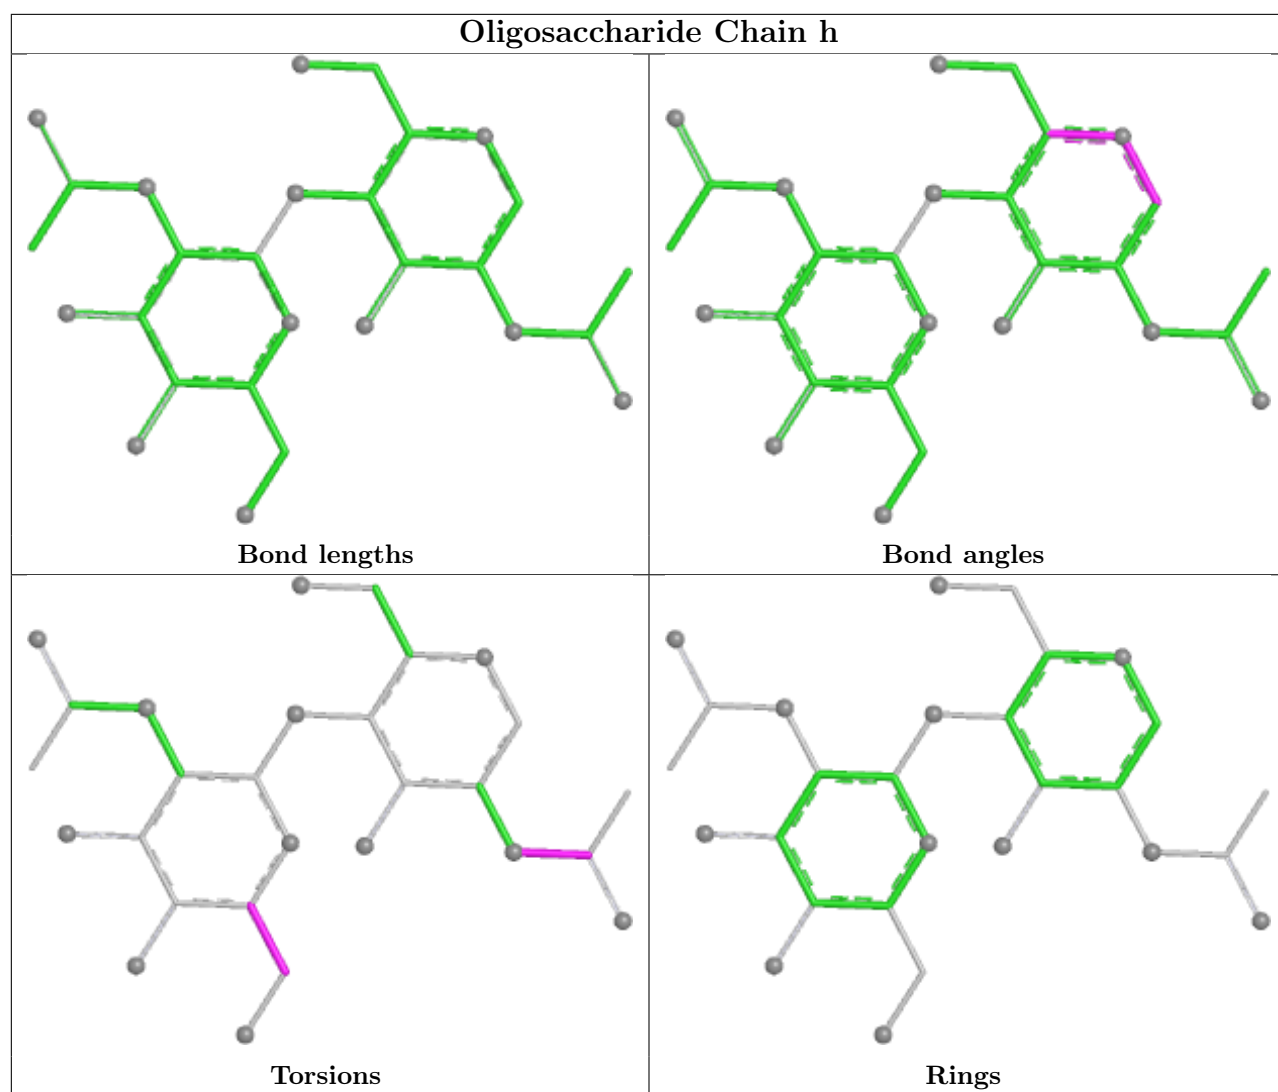 Oligosaccharide Chain h
Bond lengths
Bond angles
Torsions
Rings